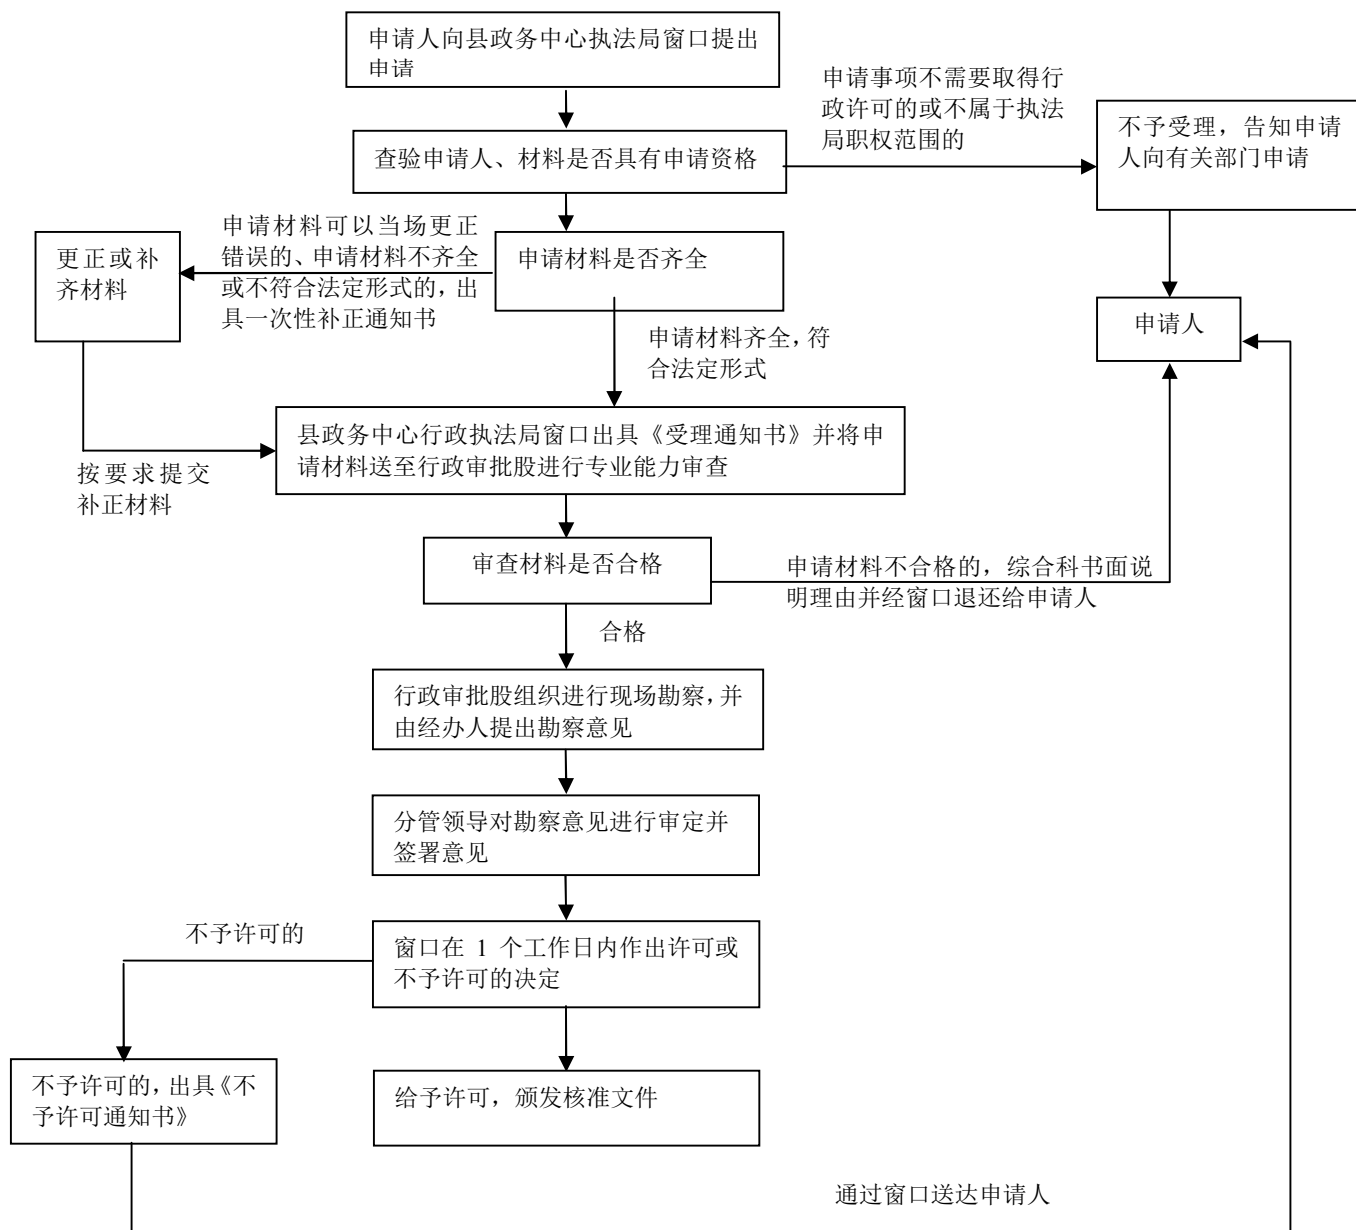 申请人向县政务中心执法局窗口提出
申请
申请事项不需要取得行
政许可的或不属于执法
局职权范围的
不予受理，告知申请
人向有关部门申请
查验申请人、材料是否具有申请资格
申请材料可以当场更正
错误的、申请材料不齐全
或不符合法定形式的，出
具一次性补正通知书
更正或补
齐材料
申请材料是否齐全
申请人
申请材料齐全，符
合法定形式
县政务中心行政执法局窗口出具《受理通知书》并将申
请材料送至行政审批股进行专业能力审查
按要求提交
补正材料
审查材料是否合格
申请材料不合格的，综合科书面说
明理由并经窗口退还给申请人
合格
行政审批股组织进行现场勘察，并
由经办人提出勘察意见
分管领导对勘察意见进行审定并
签署意见
不予许可的
窗口在 1 个工作日内作出许可或
不予许可的决定
不予许可的，出具《不
予许可通知书》
给予许可，颁发核准文件
通过窗口送达申请人